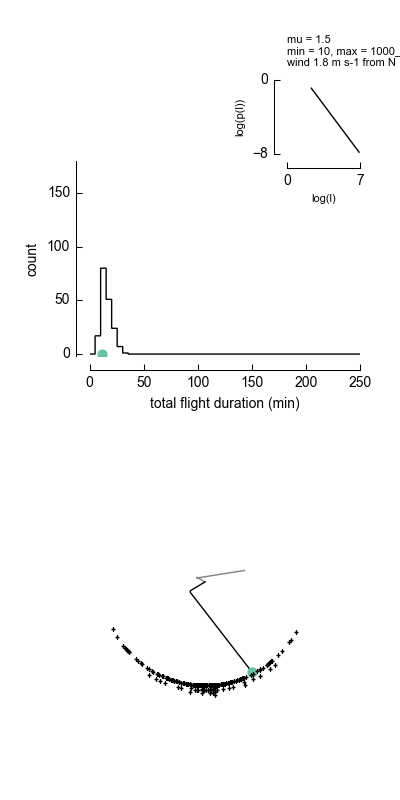 mu = 1.5
min = 10, max = 1000_
wind 1.8 m s-1 from N
0
log(p(l))
−8
0 7
log(l)
150
100
count
50
0
0 50 100 150 200 250
total flight duration (min)